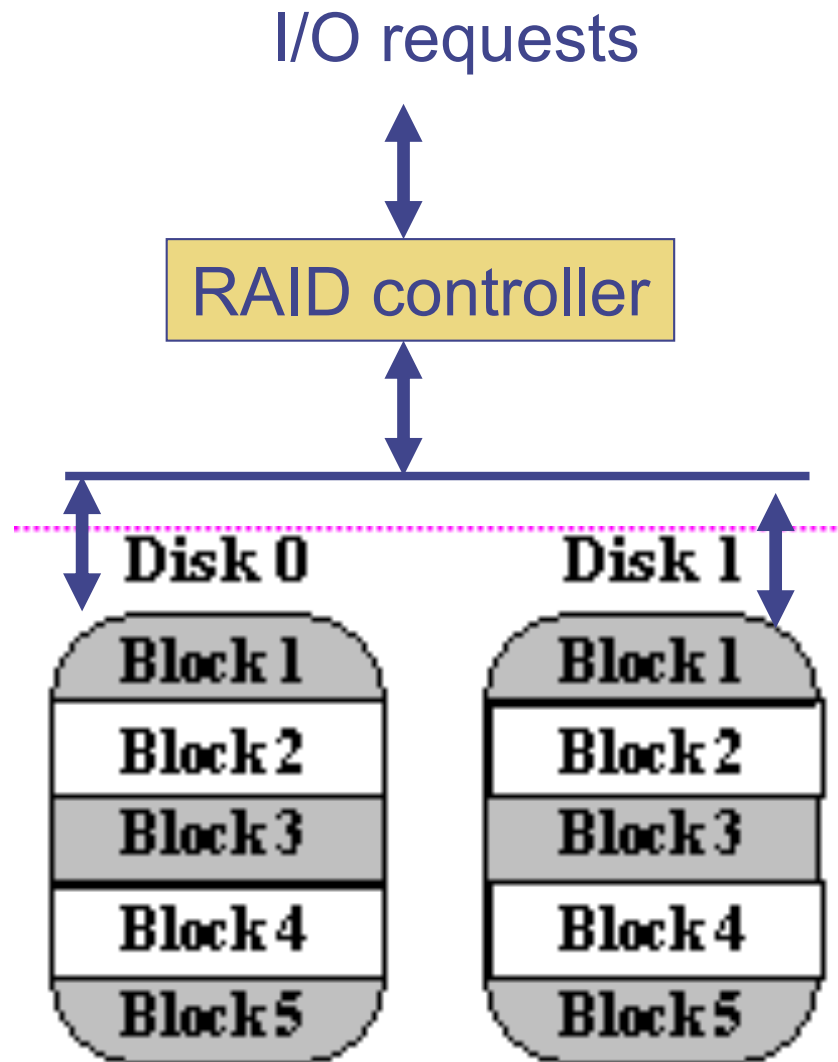 I/O requests
RAID controller
Disk 0 Disk 1
Block 1 Block 1
Block 2 Block 2
Block 3 Block 3
Block 4 Block 4
Block 5 Block 5